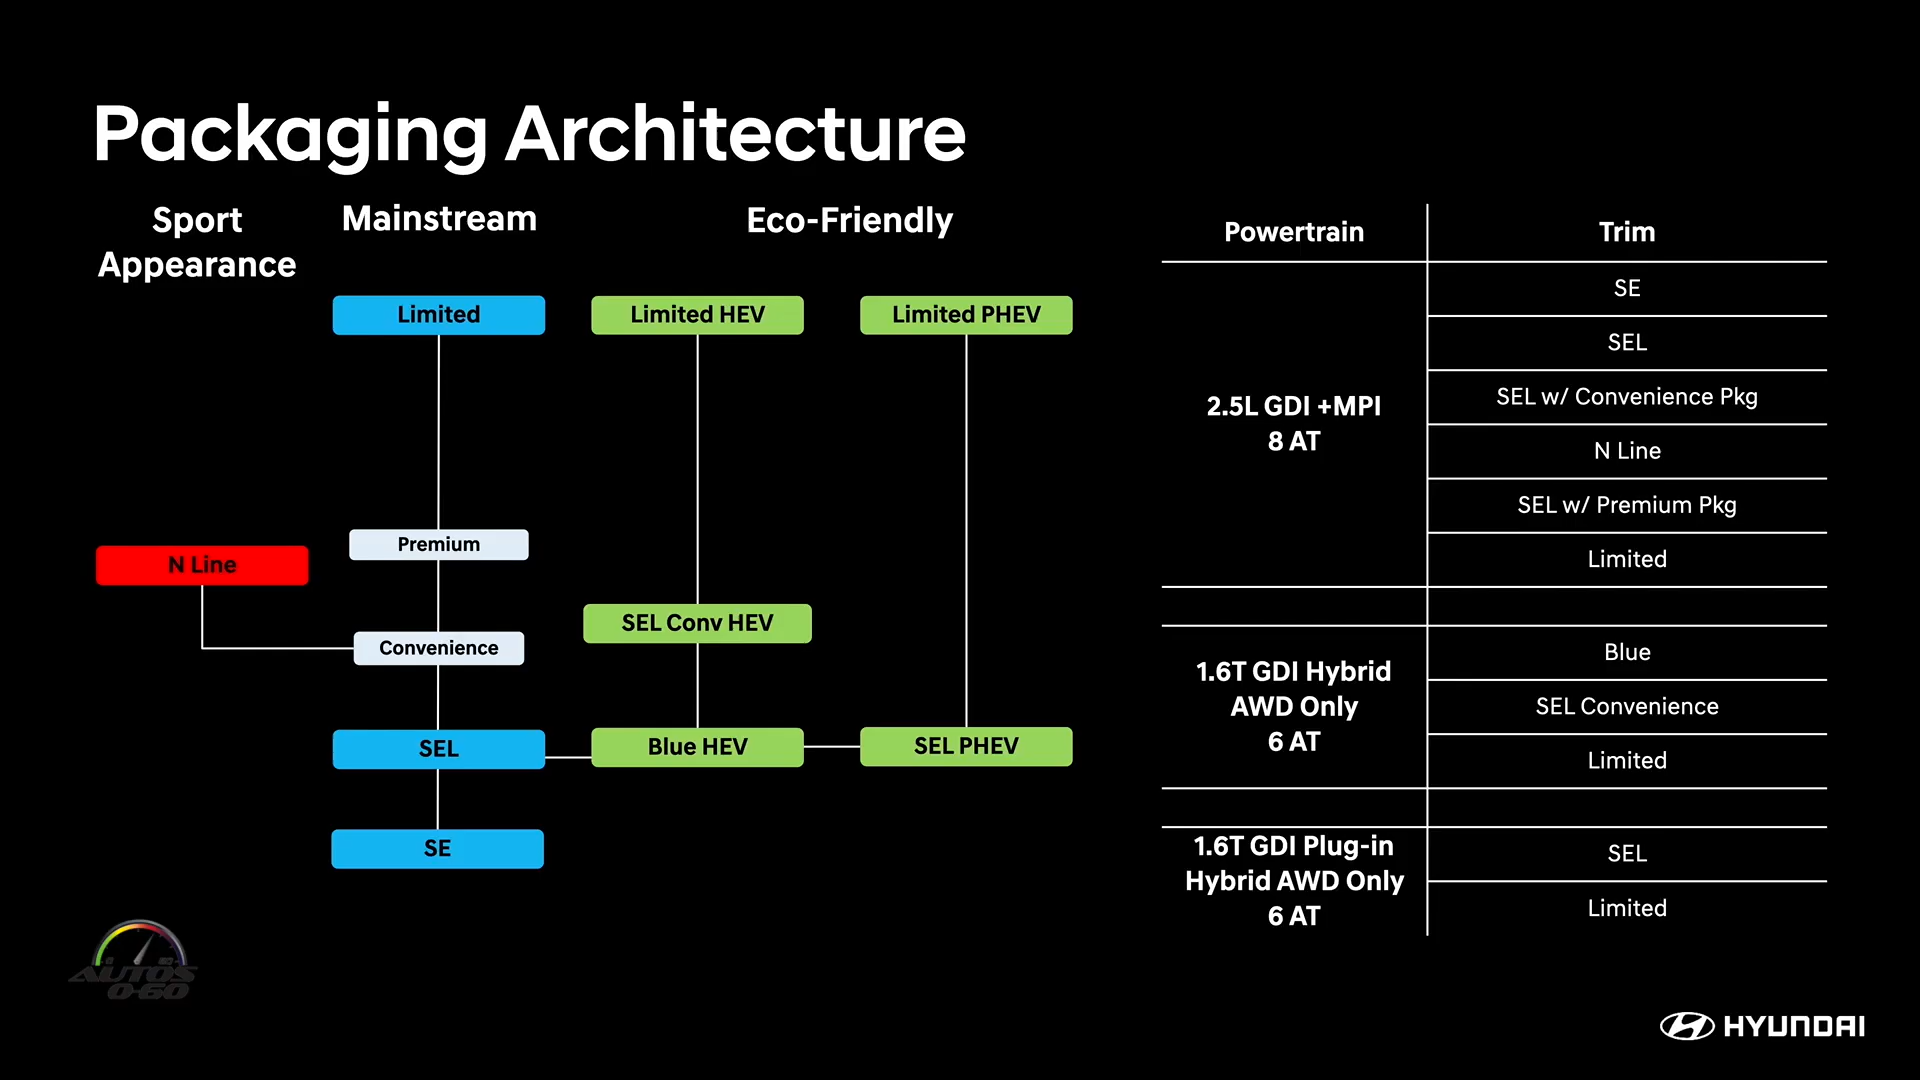 Packaging Architecture
Sport
Appearance
Mainstream
Eco-Friendly
Limited
Limited HEV
Limited PHEV
Premium
N Line
SEL Conv HEV
Convenience
SEL
Blue HEV
SEL PHEV
SE
Powertrain
Trim
2.5L GDI +MPI
8 AT
SE
SEL
SEL w/ Convenience Pkg
N Line
SEL w/ Premium Pkg
Limited
1.6T GDI Hybrid
AWD Only
6 AT
Blue
SEL Convenience
Limited
1.6T GDI Plug-in
Hybrid AWD Only
6 AT
SEL
Limited
AUTOS
0-60
HYUNDAI